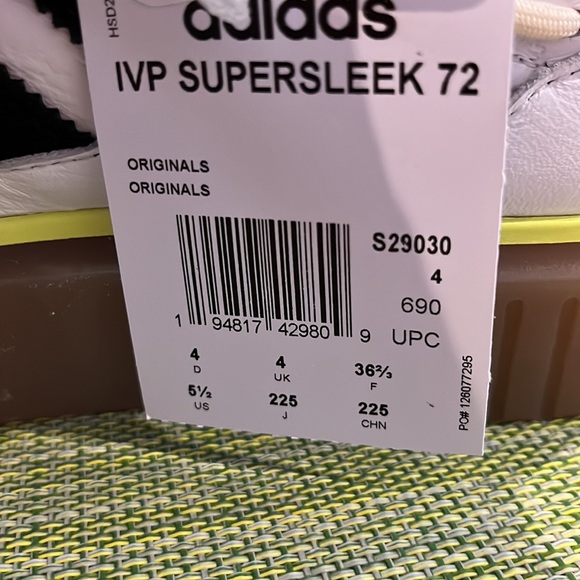 HSD2
adidas
IVP SUPERSLEEK 72
ORIGINALS
ORIGINALS
S29030
4
690
1 94817 42980 9 UPC
4 4 36⅔
D UK F
5½ 225 225
US J CHN
PO# 126077295